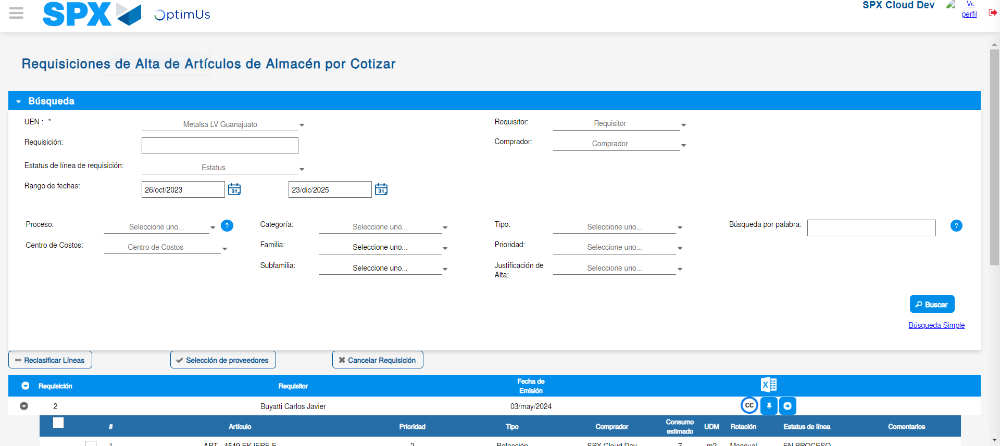 SPX OptimUs
SPX Cloud Dev
Ve
perfil
Requisiciones de Alta de Artículos de Almacén por Cotizar
Búsqueda
UEN : * Metalsa LV Guanajuato Requisitor: Requisitor
Requisición: Comprador: Comprador
Estatus de línea de requisición: Estatus
Rango de fechas: 26/oct/2023 31 23/dic/2025 31
Proceso: Seleccione uno... ? Categoría: Seleccione uno... Tipo: Seleccione uno... Búsqueda por palabra: ?
Centro de Costos: Centro de Costos Familia: Seleccione uno... Prioridad: Seleccione uno...
Subfamilia: Seleccione uno... Justificación de
Alta: Seleccione uno...
Buscar
Búsqueda Simple
Reclasificar Líneas Selección de proveedores Cancelar Requisición
Requisición Requisitor Fecha de
Emisión X
2 Buyatti Carlos Javier 03/may/2024 CC
# Artículo Prioridad Tipo Comprador Consumo
estimado UDM Rotación Estatus de línea Comentarios
1 ART - 4549 2 Refacción SPX Cloud Dev 7 m2 Mensual EN PROCESO